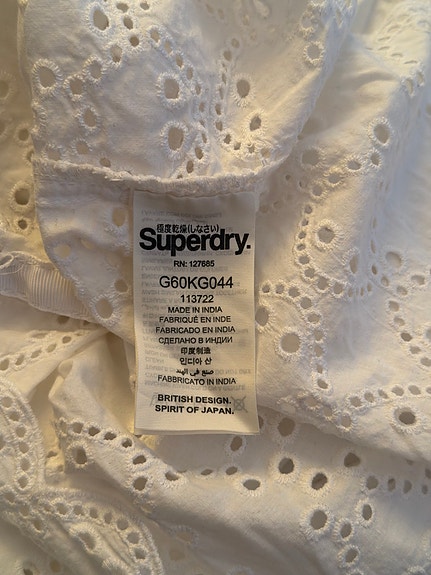 極度乾燥(しなさい)
Superdry.
RN: 127685
G60KG044
113722
MADE IN INDIA
FABRIQUÉ EN INDE
FABRICADO EN INDIA
СДЕЛАНО В ИНДИИ
印度制造
인디아 산
صنع في الهند
FABBRICATO IN INDIA
BRITISH DESIGN.
SPIRIT OF JAPAN.